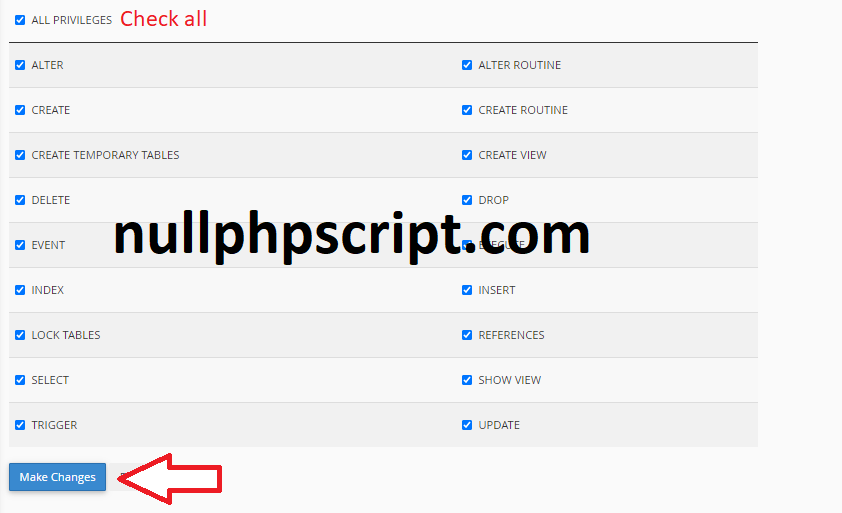 ALL PRIVILEGES Check all
ALTER ALTER ROUTINE
CREATE CREATE ROUTINE
CREATE TEMPORARY TABLES CREATE VIEW
DELETE DROP
nullphpscript.com
EVENT EXECUTE
INDEX INSERT
LOCK TABLES REFERENCES
SELECT SHOW VIEW
TRIGGER UPDATE
Make Changes